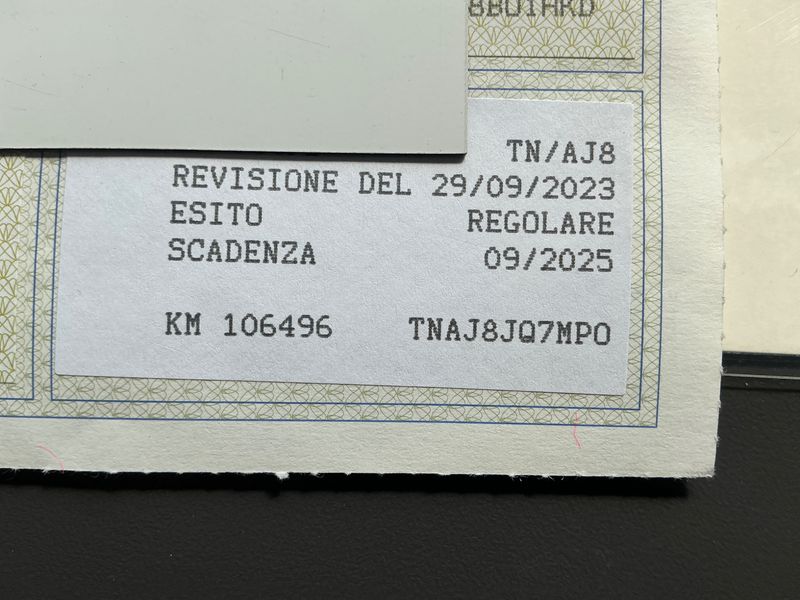 TN/AJ8
REVISIONE DEL 29/09/2023
ESITO REGOLARE
SCADENZA 09/2025
KM 106496 TNAJ8JQ7MPO